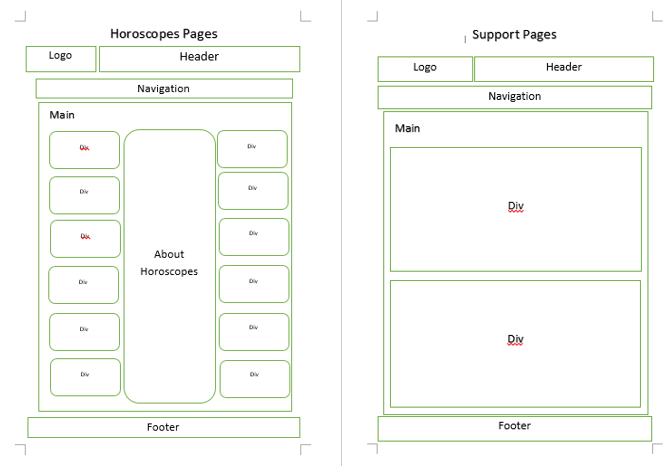 Horoscopes Pages
Logo
Header
Navigation
Main
Div
Div
Div
Div
Div
Div
About
Horoscopes
Div
Div
Div
Div
Div
Div
Footer
Support Pages
Logo
Header
Navigation
Main
Div
Div
Footer